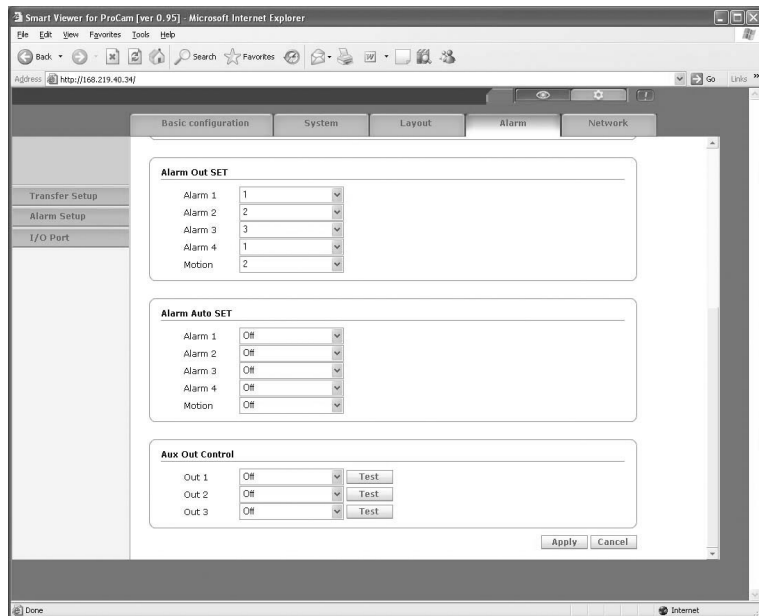 Smart Viewer for ProCam [ver 0.95] - Microsoft Internet Explorer
File Edit View Favorites Tools Help
Back Search Favorites
Address http://168.219.40.34/ Go Links »
Basic configuration System Layout Alarm Network
Transfer Setup
Alarm Setup
I/O Port
Alarm Out SET
Alarm 1 1
Alarm 2 2
Alarm 3 3
Alarm 4 1
Motion 2
Alarm Auto SET
Alarm 1 Off
Alarm 2 Off
Alarm 3 Off
Alarm 4 Off
Motion Off
Aux Out Control
Out 1 Off Test
Out 2 Off Test
Out 3 Off Test
Apply Cancel
Done Internet